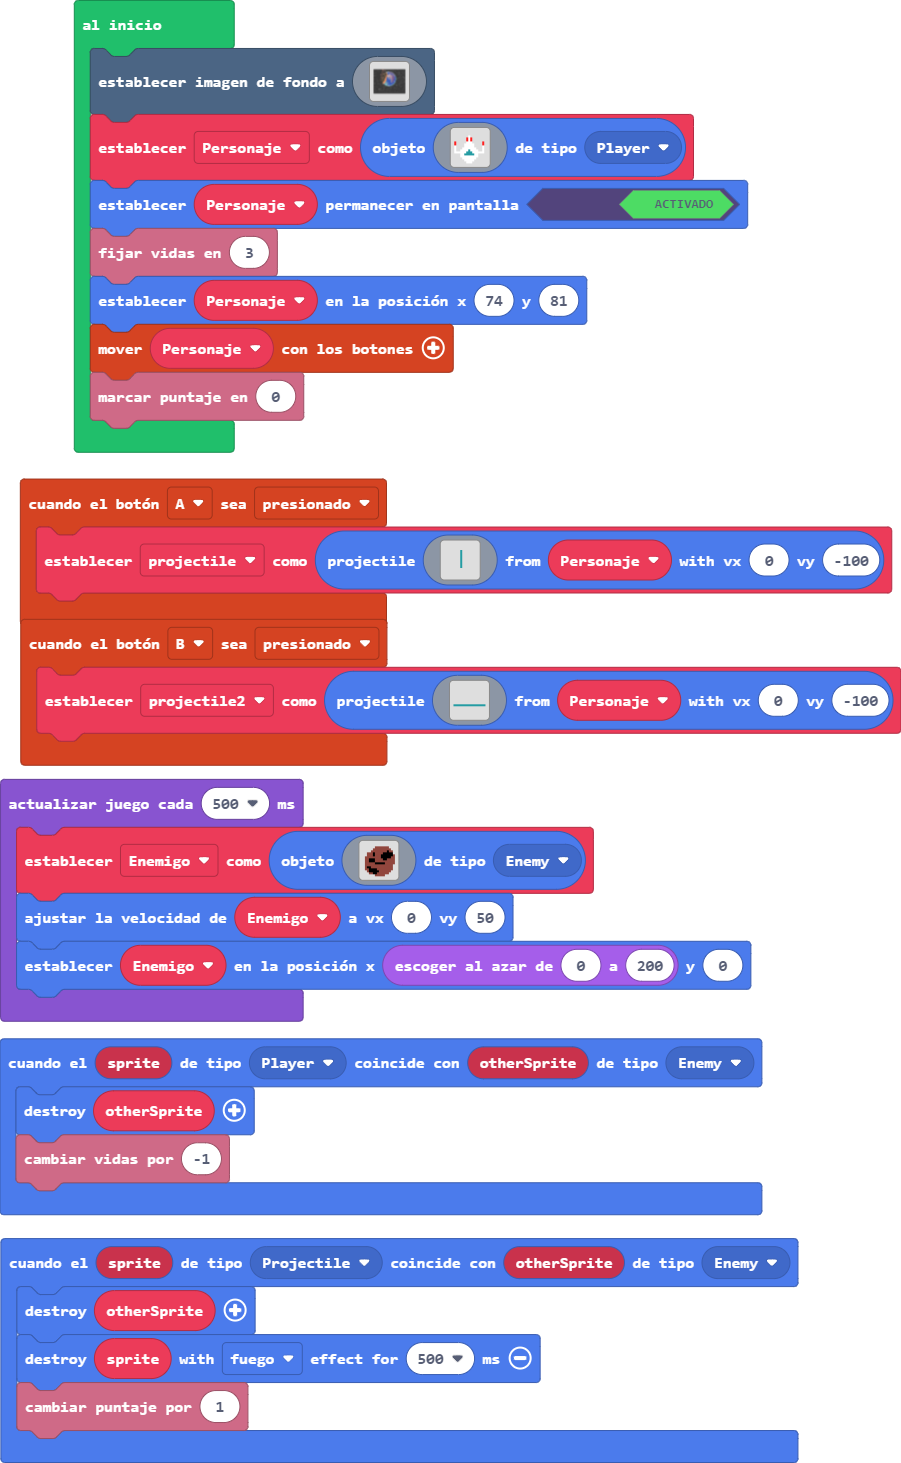 al inicio
establecer imagen de fondo a
establecer Personaje como objeto de tipo Player
establecer Personaje permanecer en pantalla ACTIVADO
fijar vidas en 3
establecer Personaje en la posición x 74 y 81
mover Personaje con los botones
marcar puntaje en 0
cuando el botón A sea presionado
establecer projectile como projectile from Personaje with vx 0 vy -100
cuando el botón B sea presionado
establecer projectile2 como projectile from Personaje with vx 0 vy -100
actualizar juego cada 500 ms
establecer Enemigo como objeto de tipo Enemy
ajustar la velocidad de Enemigo a vx 0 vy 50
establecer Enemigo en la posición x escoger al azar de 0 a 200 y 0
cuando el sprite de tipo Player coincide con otherSprite de tipo Enemy
destroy otherSprite
cambiar vidas por -1
cuando el sprite de tipo Projectile coincide con otherSprite de tipo Enemy
destroy otherSprite
destroy sprite with fuego effect for 500 ms
cambiar puntaje por 1